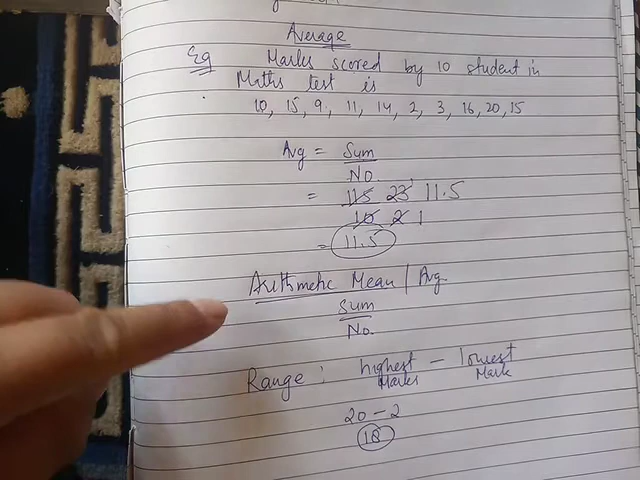 Average
Eg Marks scored by 10 student in
Maths test is
10, 15, 9, 11, 14, 2, 3, 16, 20, 15
Avg = Sum
No.
= 115 23 11.5
10 2 1
= 11.5
Arithmetic Mean | Avg.
Sum
No.
Range : highest – lowest
Marks Mark
20 – 2
18